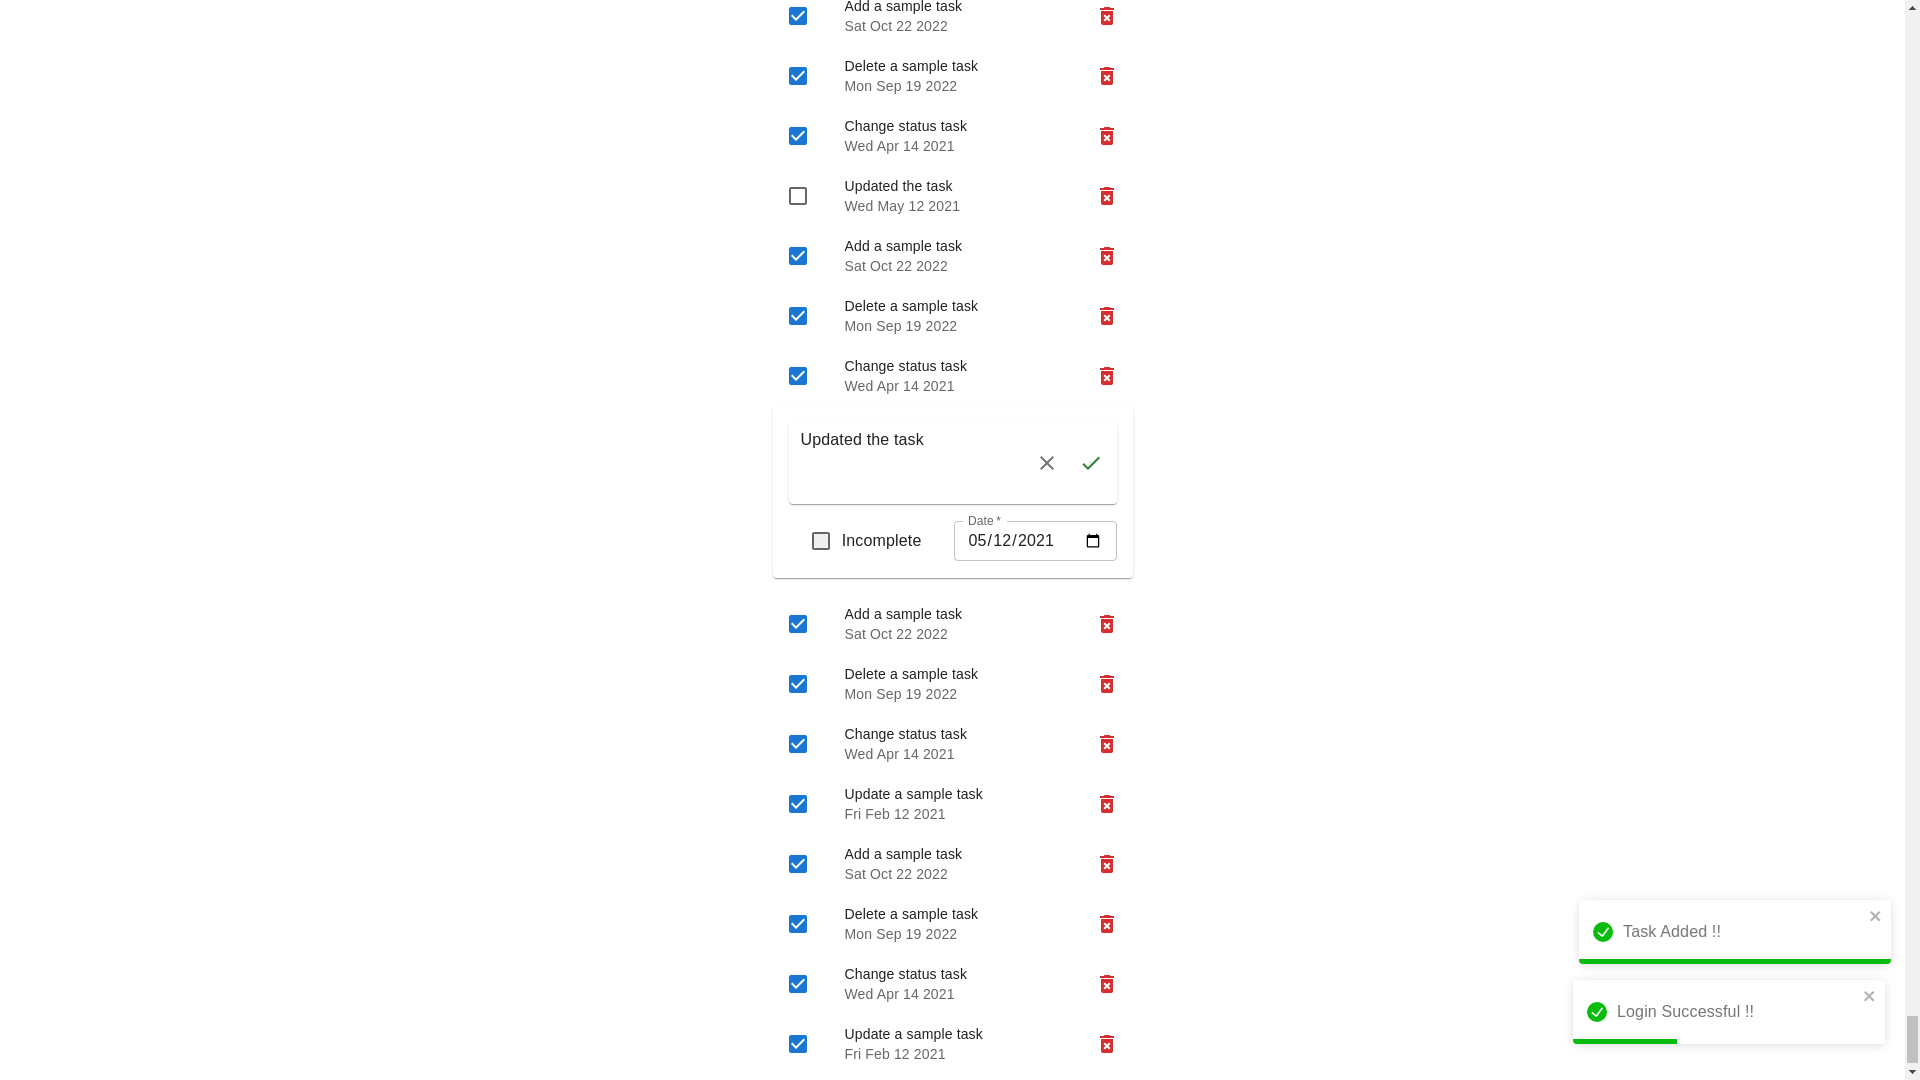 Add a sample task
Sat Oct 22 2022
Delete a sample task
Mon Sep 19 2022
Change status task
Wed Apr 14 2021
Updated the task
Wed May 12 2021
Add a sample task
Sat Oct 22 2022
Delete a sample task
Mon Sep 19 2022
Change status task
Wed Apr 14 2021
Updated the task
Incomplete
Date *
05/12/2021
Add a sample task
Sat Oct 22 2022
Delete a sample task
Mon Sep 19 2022
Change status task
Wed Apr 14 2021
Update a sample task
Fri Feb 12 2021
Add a sample task
Sat Oct 22 2022
Delete a sample task
Mon Sep 19 2022
Change status task
Wed Apr 14 2021
Update a sample task
Fri Feb 12 2021
Task Added !!
Login Successful !!